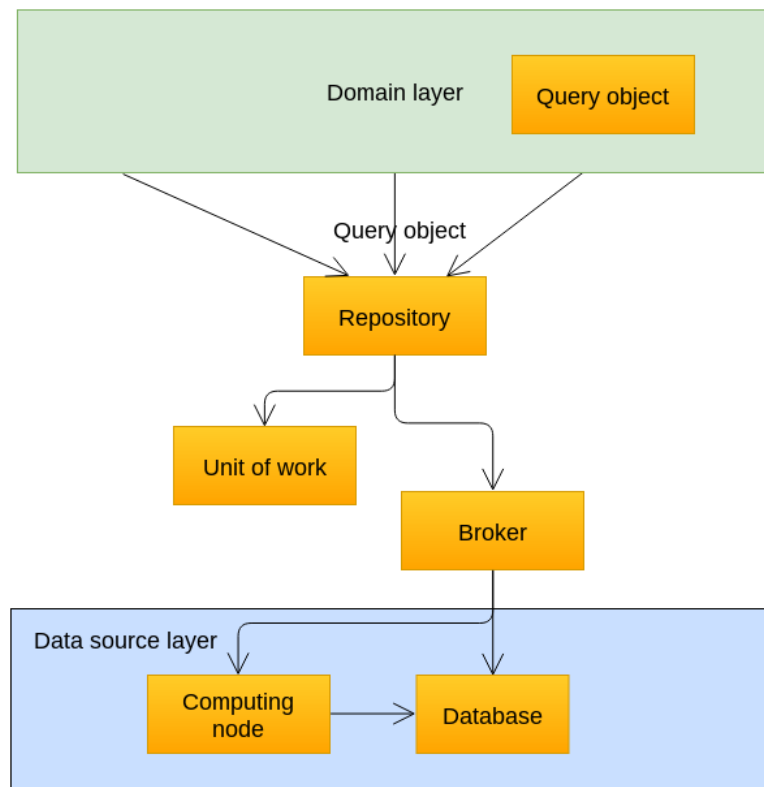 Domain layer
Query object
Query object
Repository
Unit of work
Broker
Data source layer
Computing
node
Database